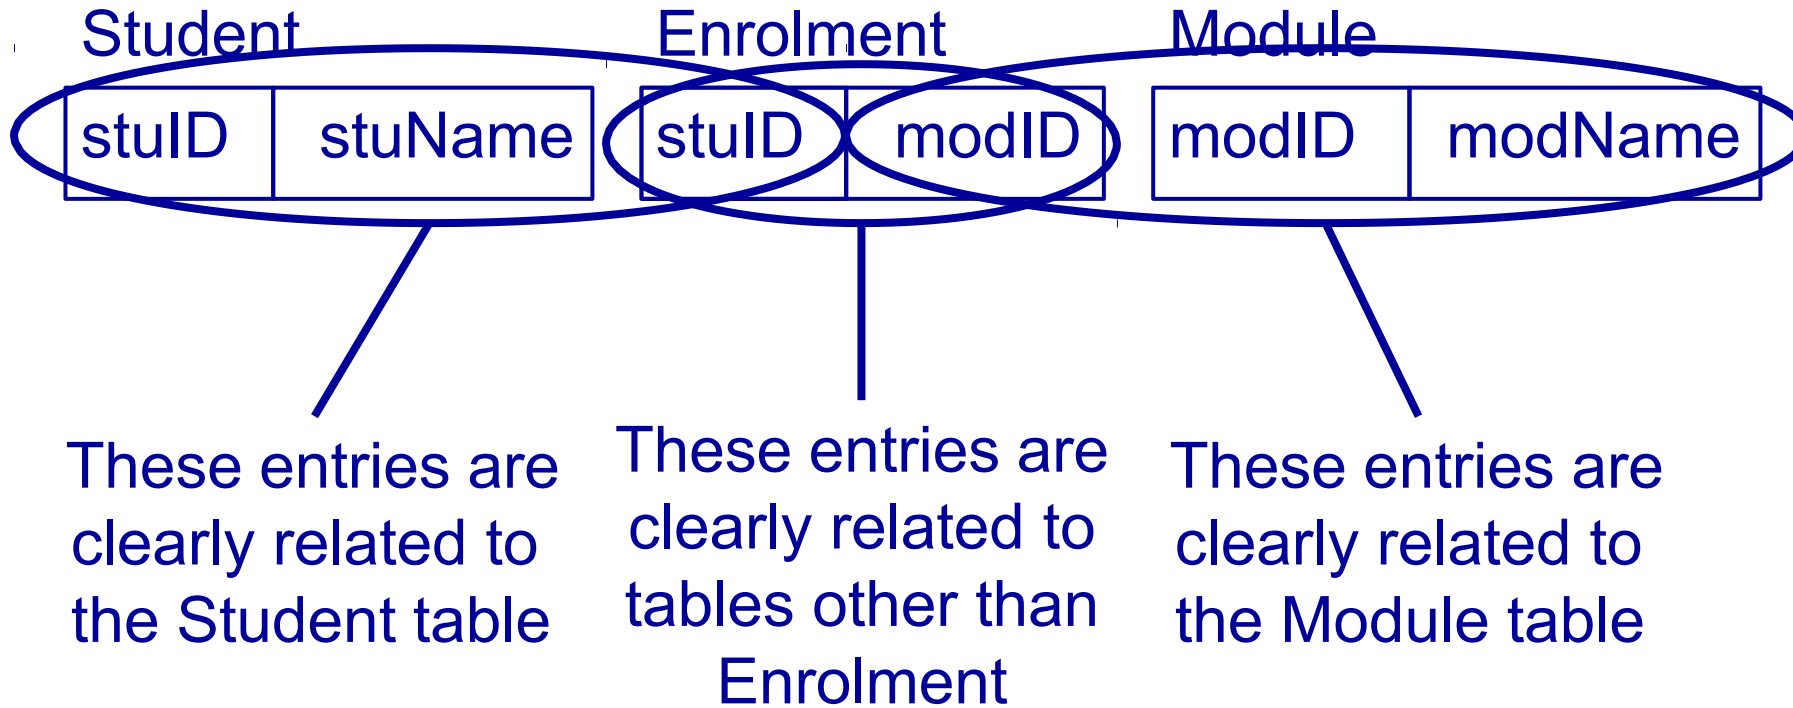 Student Enrolment Module
stuID stuName stuID modID modID modName
These entries are
clearly related to
the Student table
These entries are
clearly related to
tables other than
Enrolment
These entries are
clearly related to
the Module table